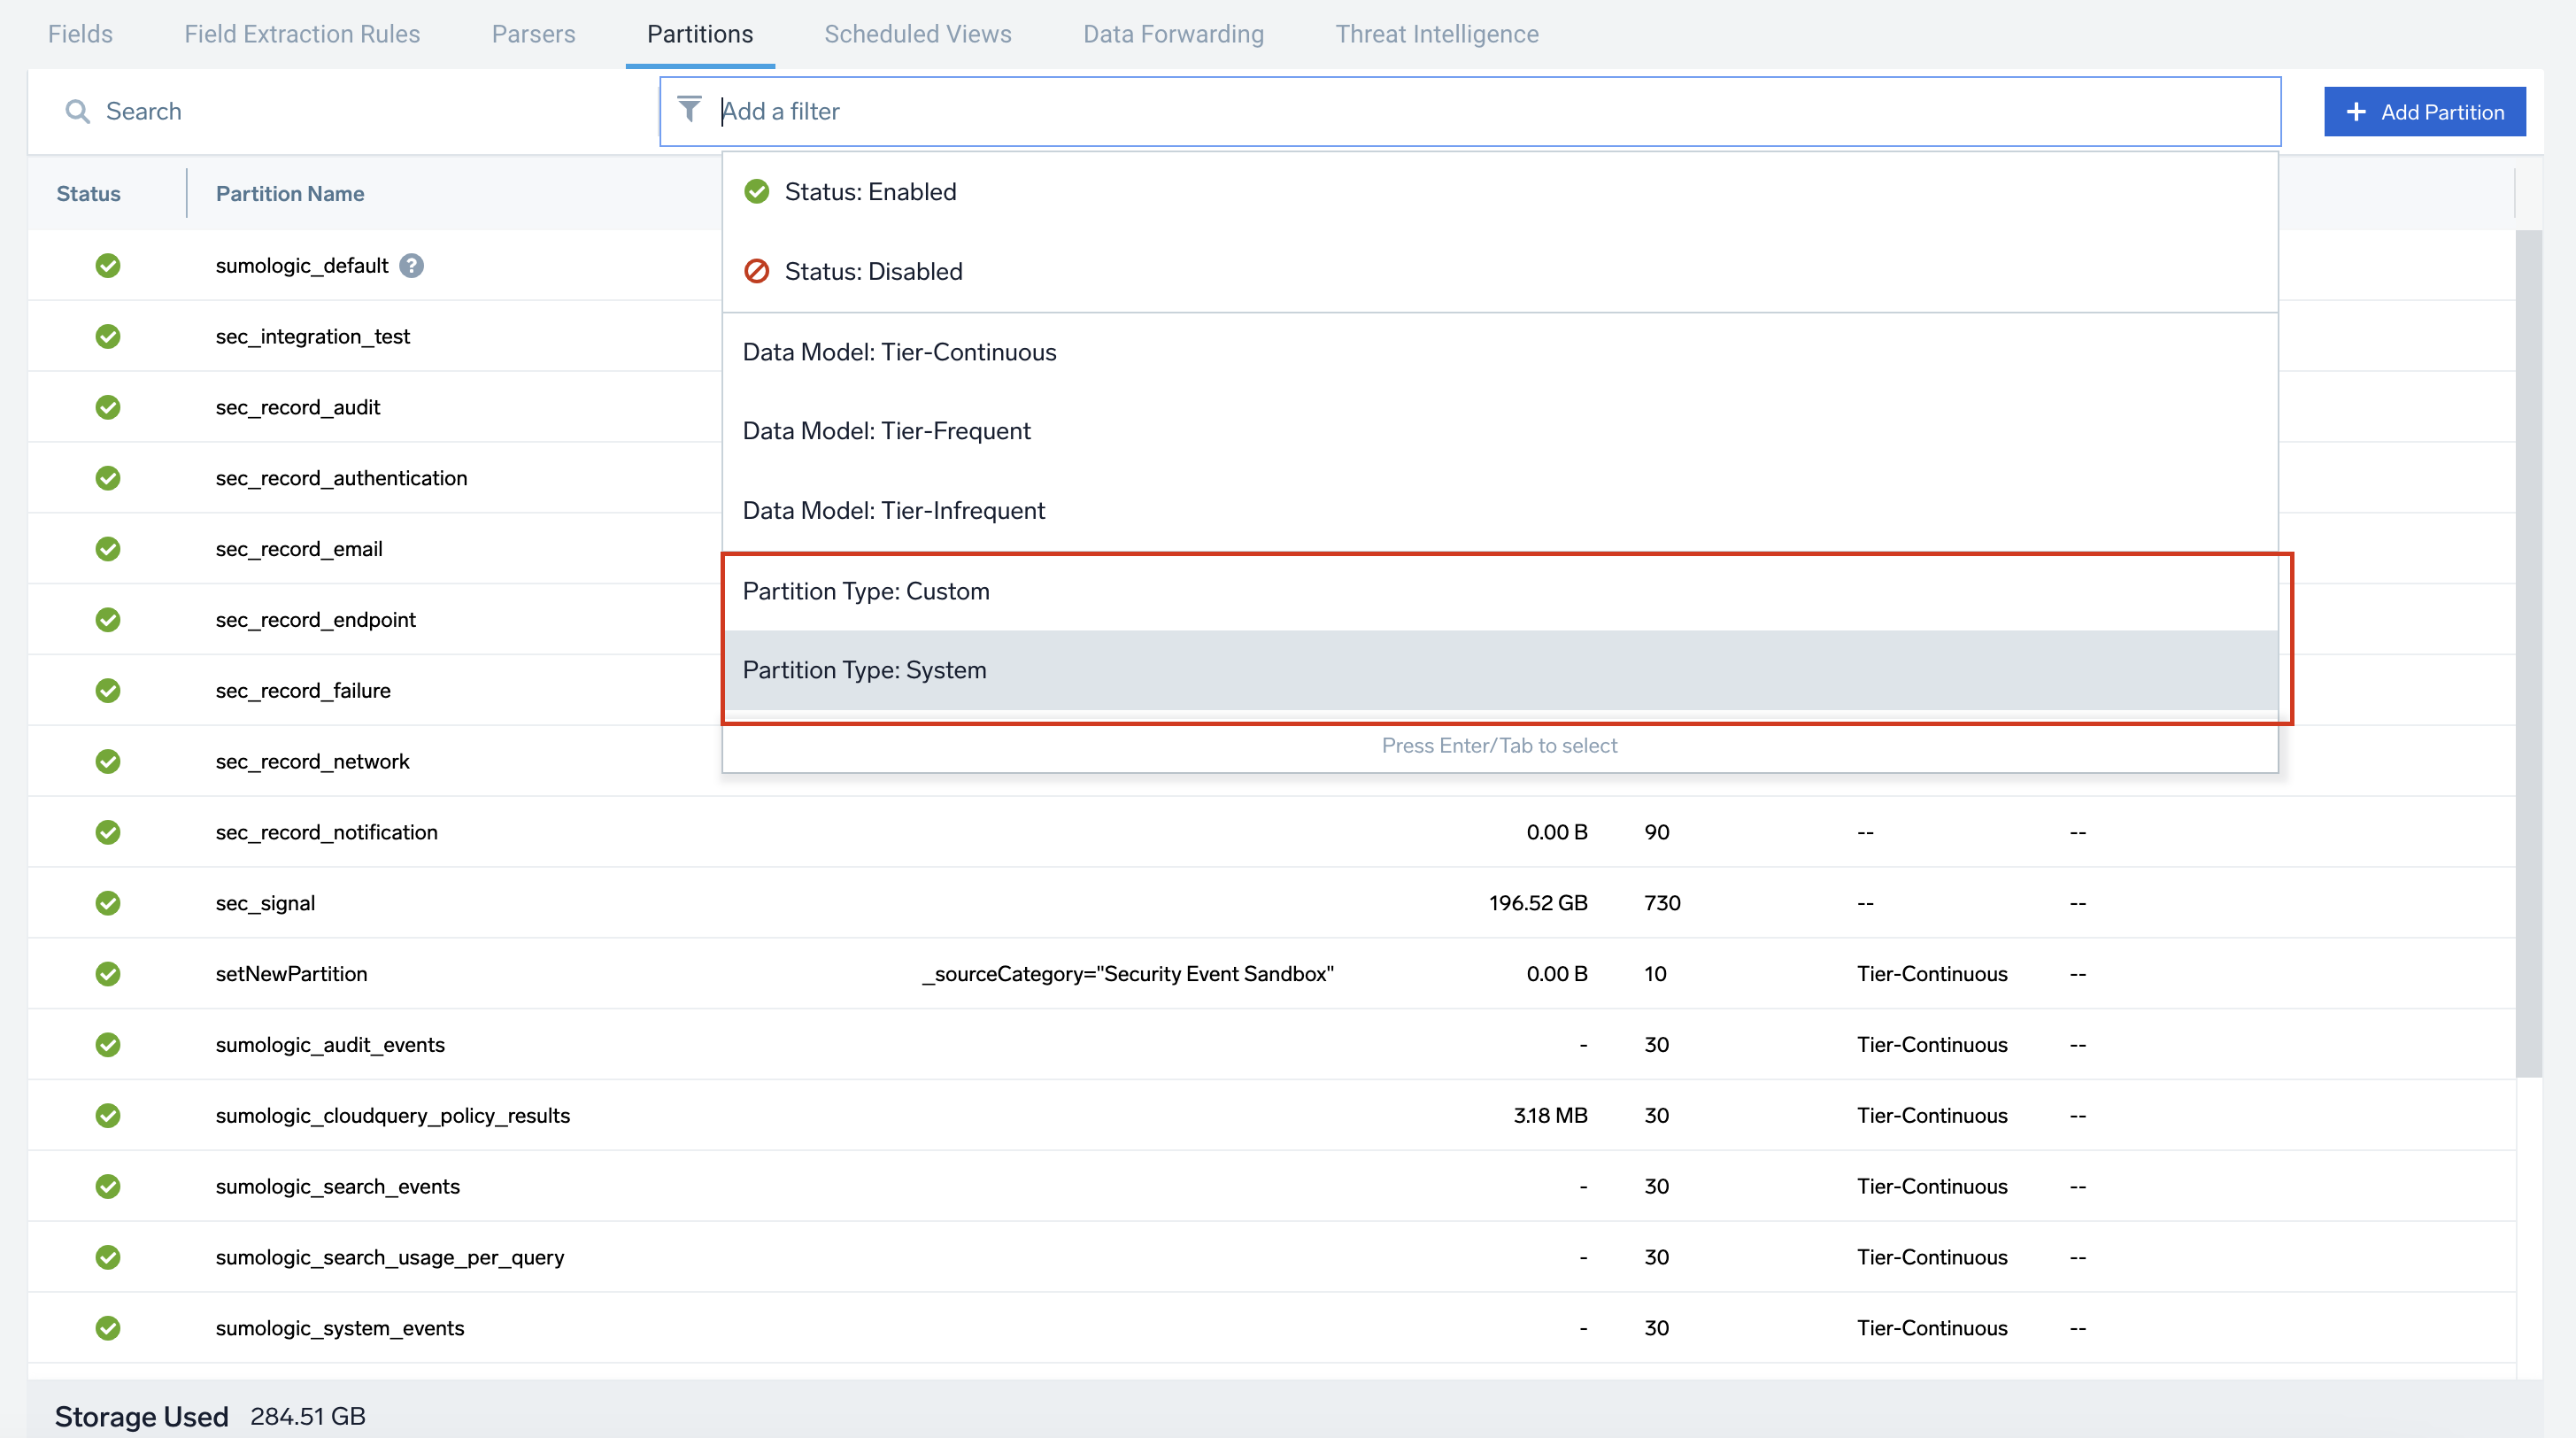 Fields Field Extraction Rules Parsers Partitions Scheduled Views Data Forwarding Threat Intelligence
Search Add a filter + Add Partition
Status Partition Name
Status: Enabled
Status: Disabled
Data Model: Tier-Continuous
Data Model: Tier-Frequent
Data Model: Tier-Infrequent
Partition Type: Custom
Partition Type: System
Press Enter/Tab to select
sumologic_default ?
sec_integration_test
sec_record_audit
sec_record_authentication
sec_record_email
sec_record_endpoint
sec_record_failure
sec_record_network
sec_record_notification 0.00 B 90 -- --
sec_signal 196.52 GB 730 -- --
setNewPartition _sourceCategory="Security Event Sandbox" 0.00 B 10 Tier-Continuous --
sumologic_audit_events - 30 Tier-Continuous --
sumologic_cloudquery_policy_results 3.18 MB 30 Tier-Continuous --
sumologic_search_events - 30 Tier-Continuous --
sumologic_search_usage_per_query - 30 Tier-Continuous --
sumologic_system_events - 30 Tier-Continuous --
Storage Used 284.51 GB